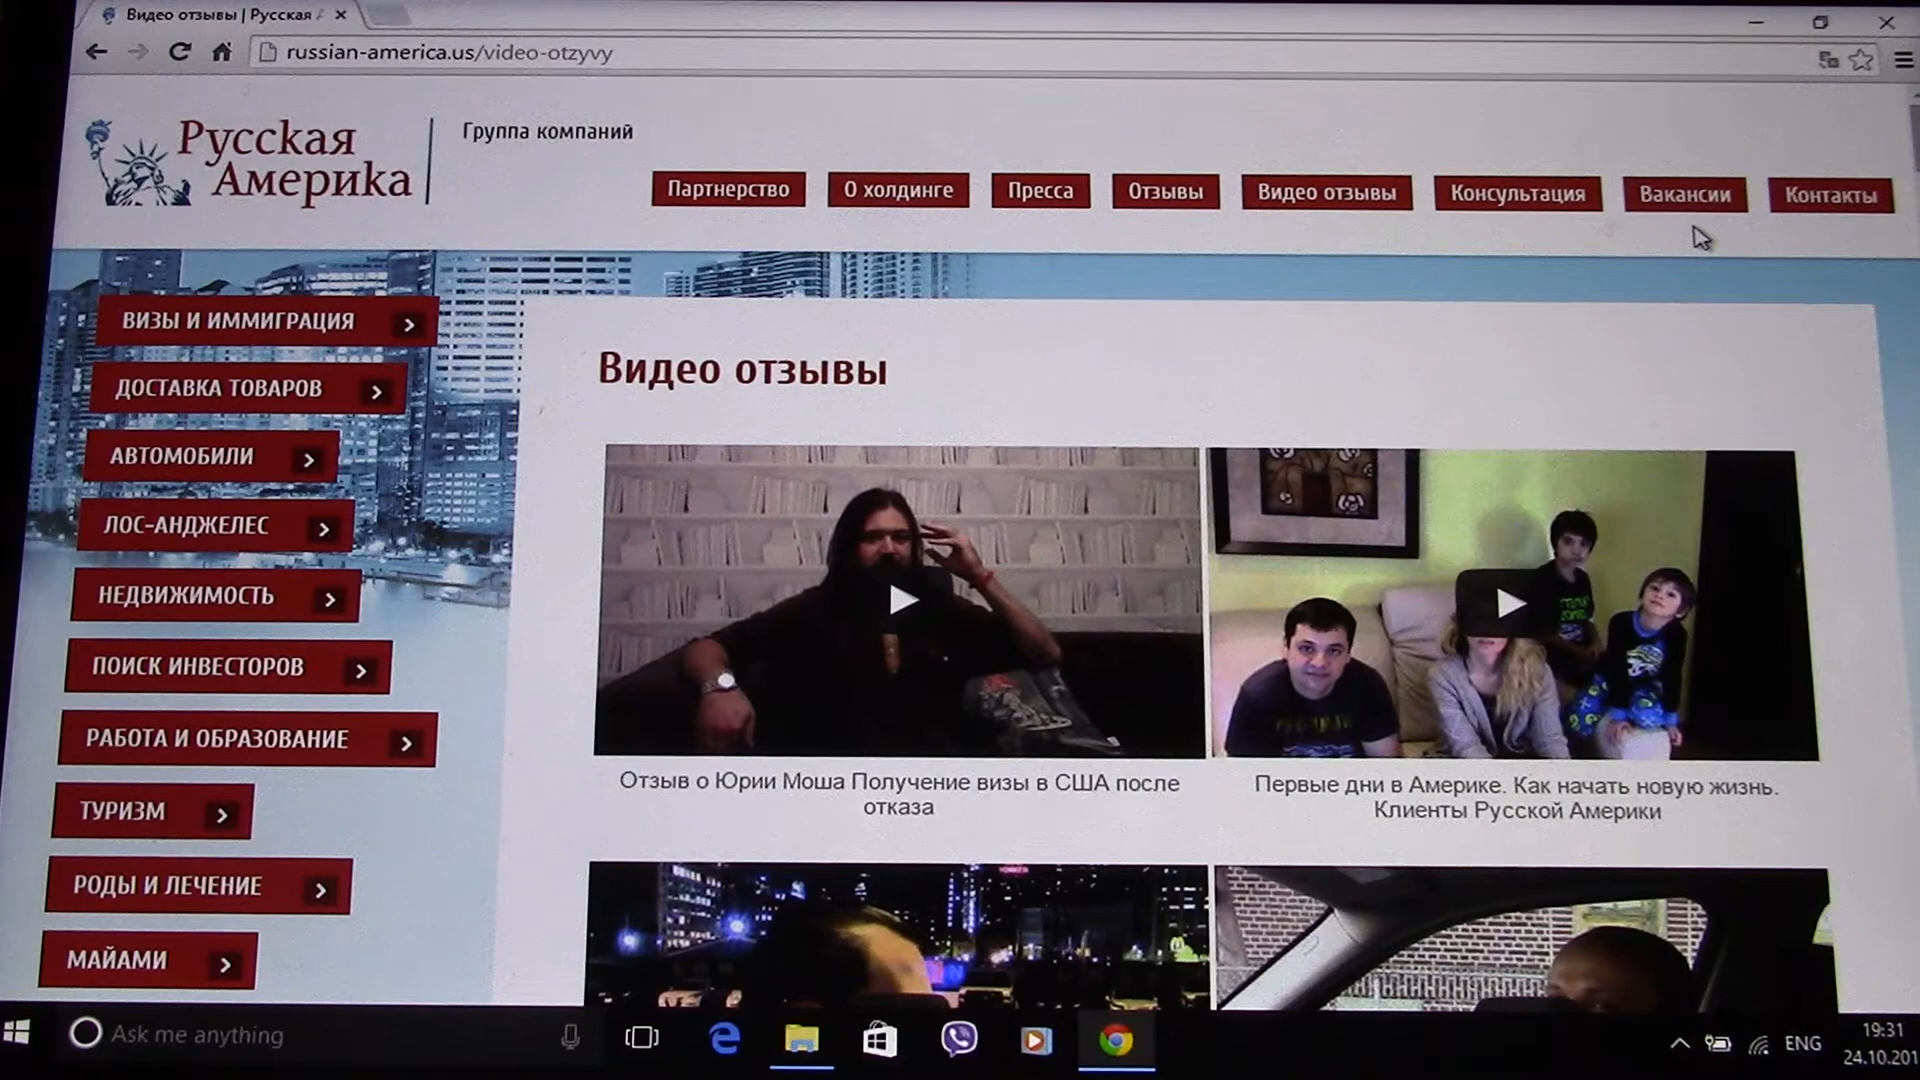 Видео отзывы | Русская
russian-america.us/video-otzyvy
Русская
Америка
Группа компаний
Партнерство
О холдинге
Пресса
Отзывы
Видео отзывы
Консультация
Вакансии
Контакты
ВИЗЫ И ИММИГРАЦИЯ
ДОСТАВКА ТОВАРОВ
АВТОМОБИЛИ
ЛОС-АНДЖЕЛЕС
НЕДВИЖИМОСТЬ
ПОИСК ИНВЕСТОРОВ
РАБОТА И ОБРАЗОВАНИЕ
ТУРИЗМ
РОДЫ И ЛЕЧЕНИЕ
МАЙАМИ
Видео отзывы
Отзыв о Юрии Моша Получение визы в США после
отказа
Первые дни в Америке. Как начать новую жизнь.
Клиенты Русской Америки
Ask me anything
ENG
19:31
24.10.201